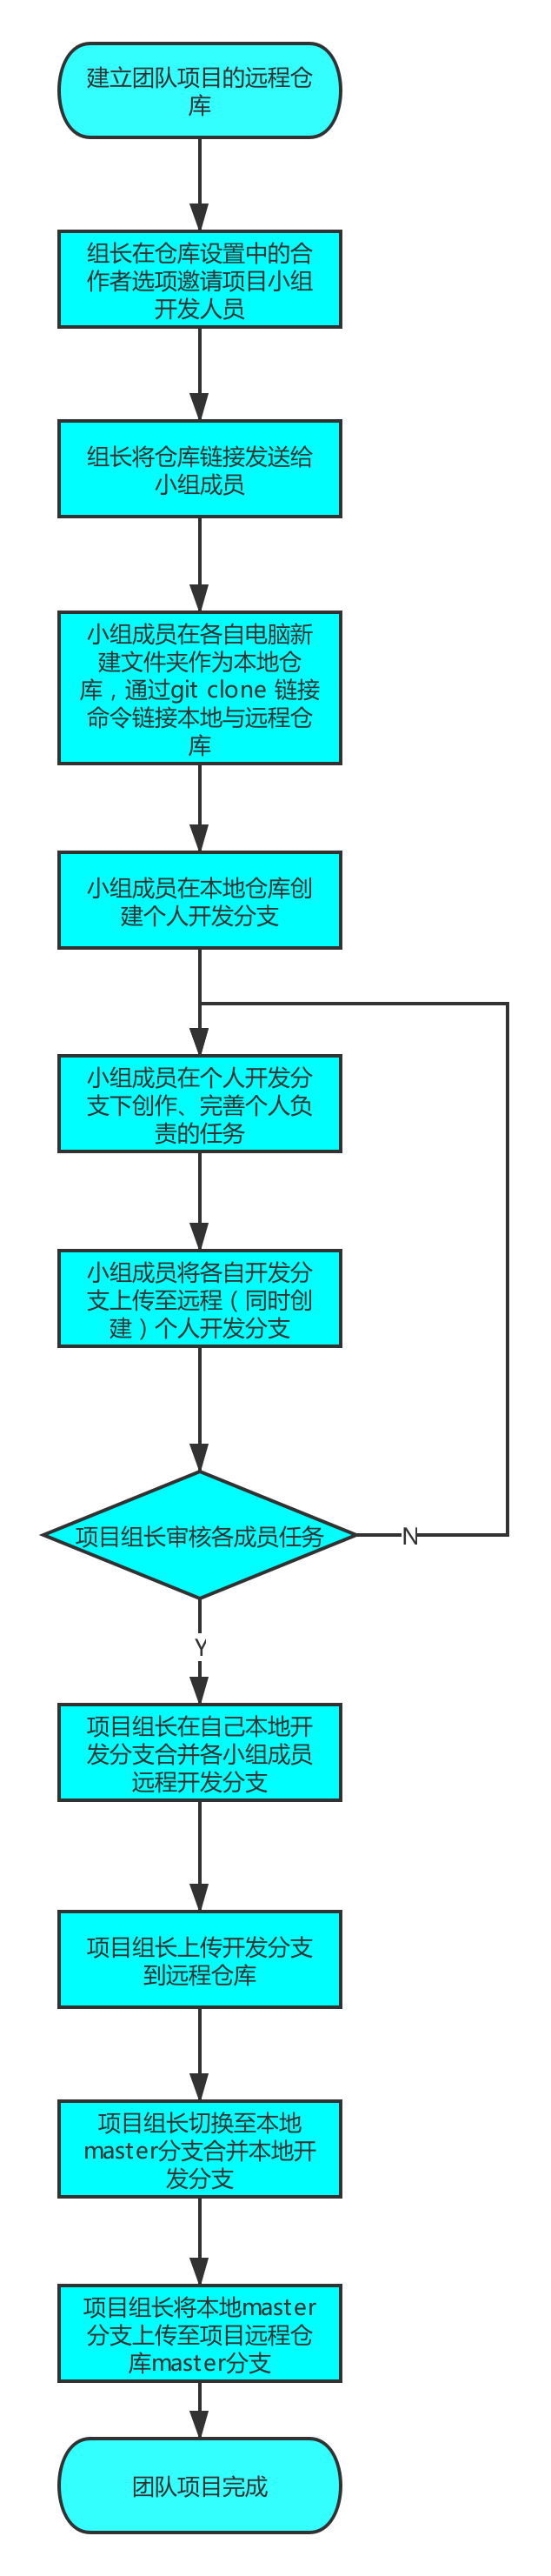 建立团队项目的远程仓
库
组长在仓库设置中的合
作者选项邀请项目小组
开发人员
组长将仓库链接发送给
小组成员
小组成员在各自电脑新
建文件夹作为本地仓
库，通过git clone 链接
命令链接本地与远程仓
库
小组成员在本地仓库创
建个人开发分支
小组成员在个人开发分
支下创作、完善个人负
责的任务
小组成员将各自开发分
支上传至远程（同时创
建）个人开发分支
项目组长审核各成员任务
N
Y
项目组长在自己本地开
发分支合并各小组成员
远程开发分支
项目组长上传开发分支
到远程仓库
项目组长切换至本地
master分支合并本地开
发分支
项目组长将本地master
分支上传至项目远程仓
库master分支
团队项目完成